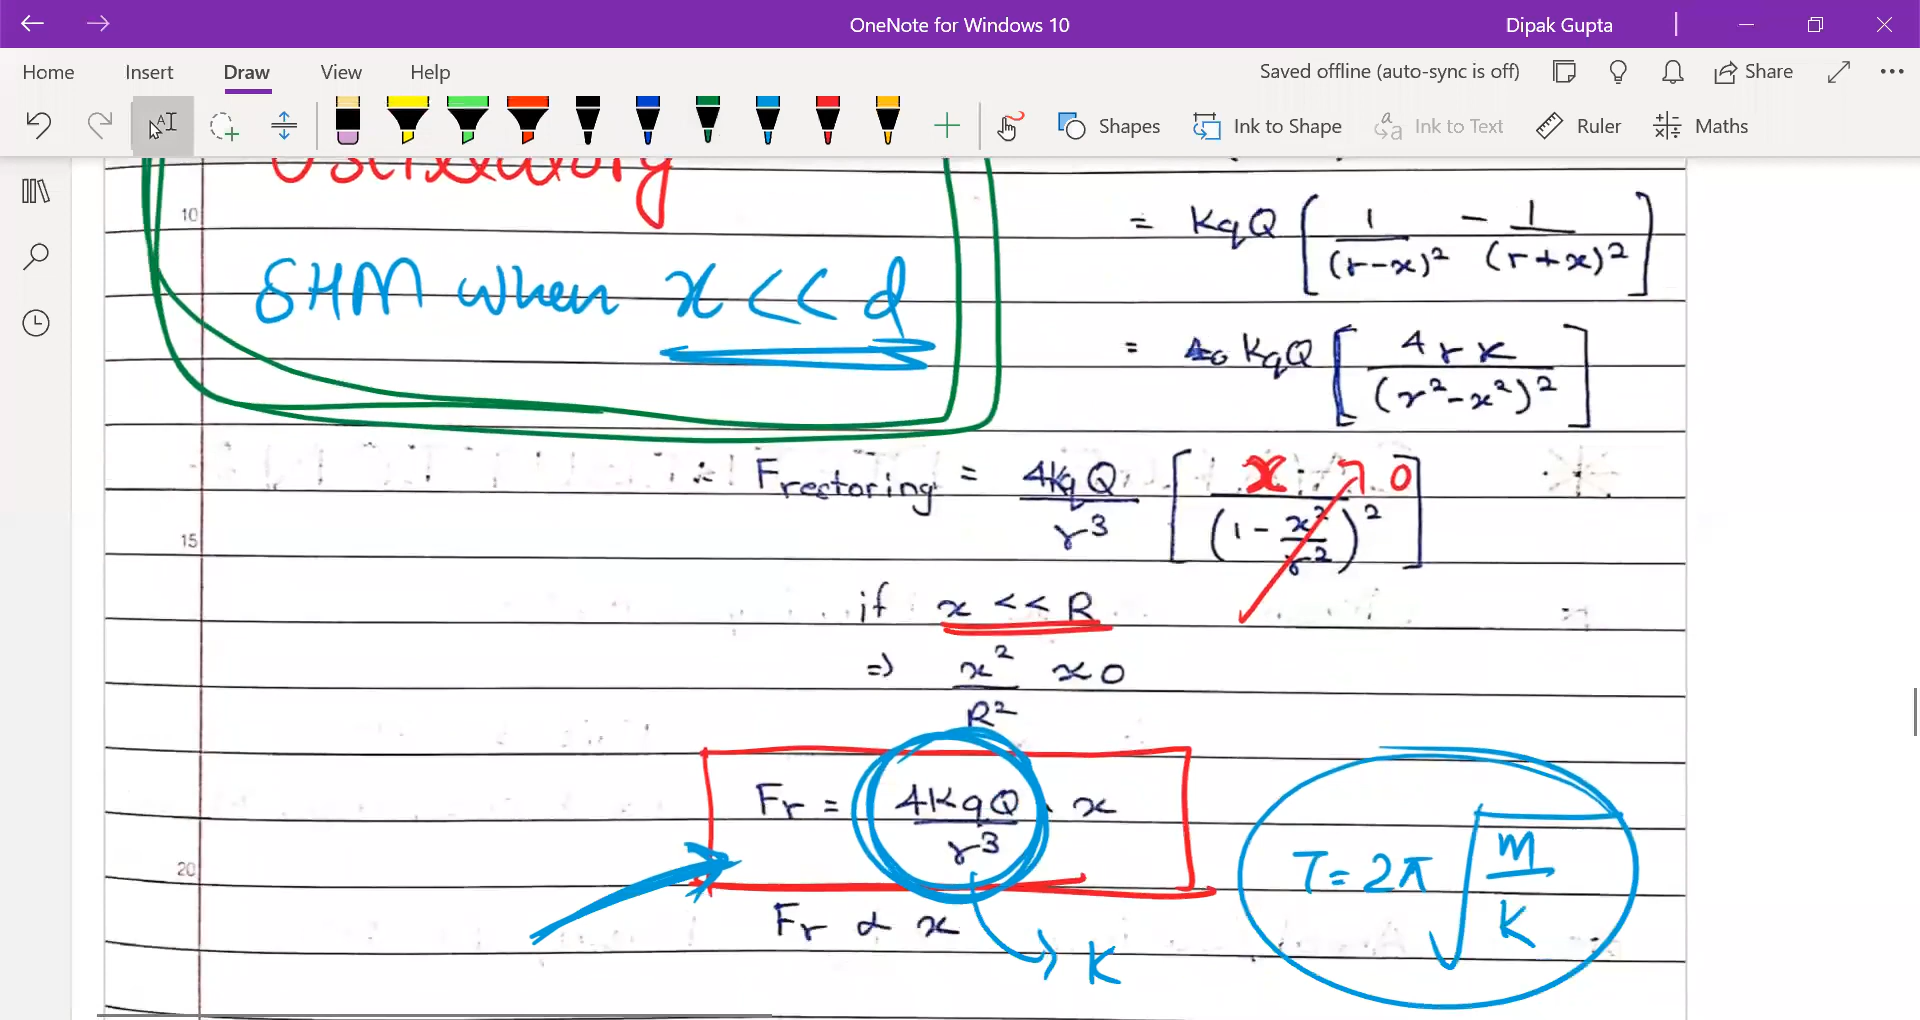 OneNote for Windows 10
Dipak Gupta
Home Insert Draw View Help
Saved offline (auto-sync is off) Share
Shapes Ink to Shape Ink to Text Ruler Maths
Oscillatory
10
SHM when x << d
= KqQ [ 1/(r-x)² - 1/(r+x)² ]
= KqQ [ 4rx/(r²-x²)² ]
∴ Frestoring = 4KqQ/r³ [ x/(1 - x²/r²)² ] 0
15
if x << R
=) x²/R² ≈ 0
Fr = 4KqQ/r³ · x
T = 2π √(m/K)
20
Fr α x
K